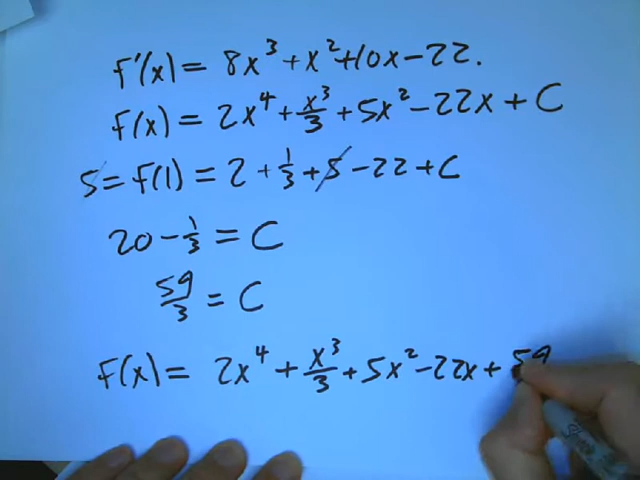 f'(x) = 8x³ + x² + 10x - 22.
f(x) = 2x⁴ + x³/3 + 5x² - 22x + C
5 = f(1) = 2 + 1/3 + 5 - 22 + C
20 - 1/3 = C
59/3 = C
f(x) = 2x⁴ + x³/3 + 5x² - 22x + 59